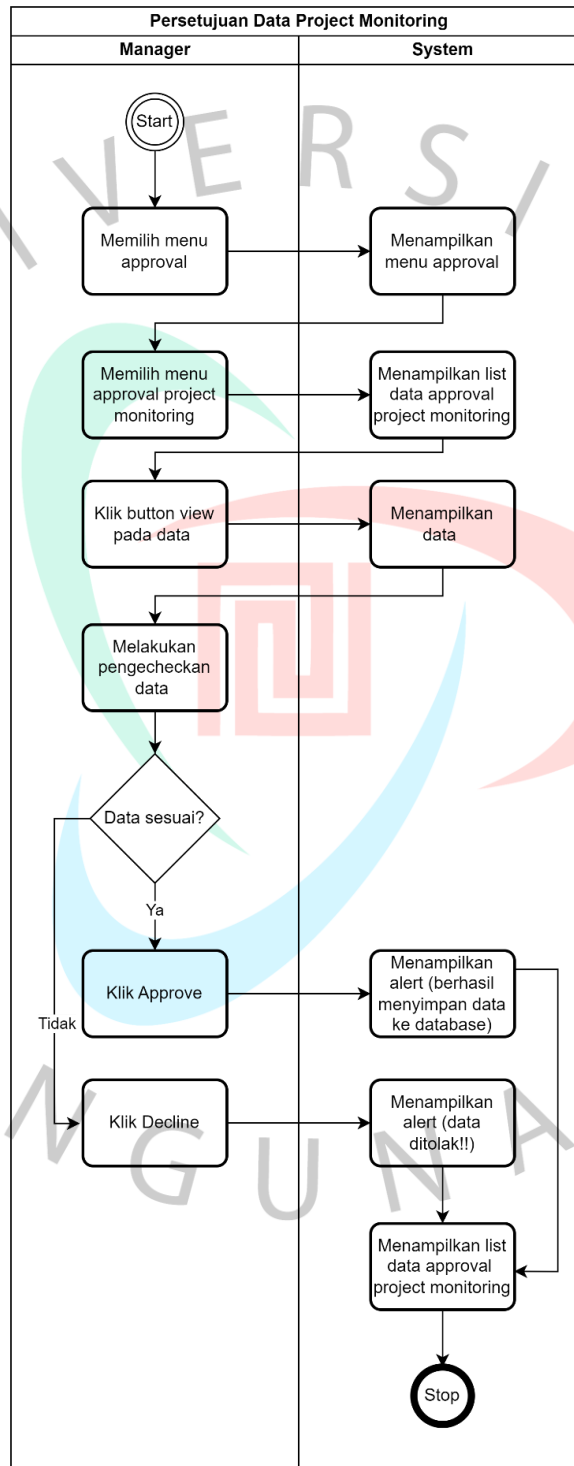 Persetujuan Data Project Monitoring
Manager
System
Start
Memilih menu
approval
Menampilkan
menu approval
Memilih menu
approval project
monitoring
Menampilkan list
data approval
project monitoring
Klik button view
pada data
Menampilkan
data
Melakukan
pengecheckan
data
Data sesuai?
Ya
Klik Approve
Menampilkan
alert (berhasil
menyimpan data
ke database)
Tidak
Klik Decline
Menampilkan
alert (data
ditolak!!)
Menampilkan list
data approval
project monitoring
Stop
IVERSI
NGUNA